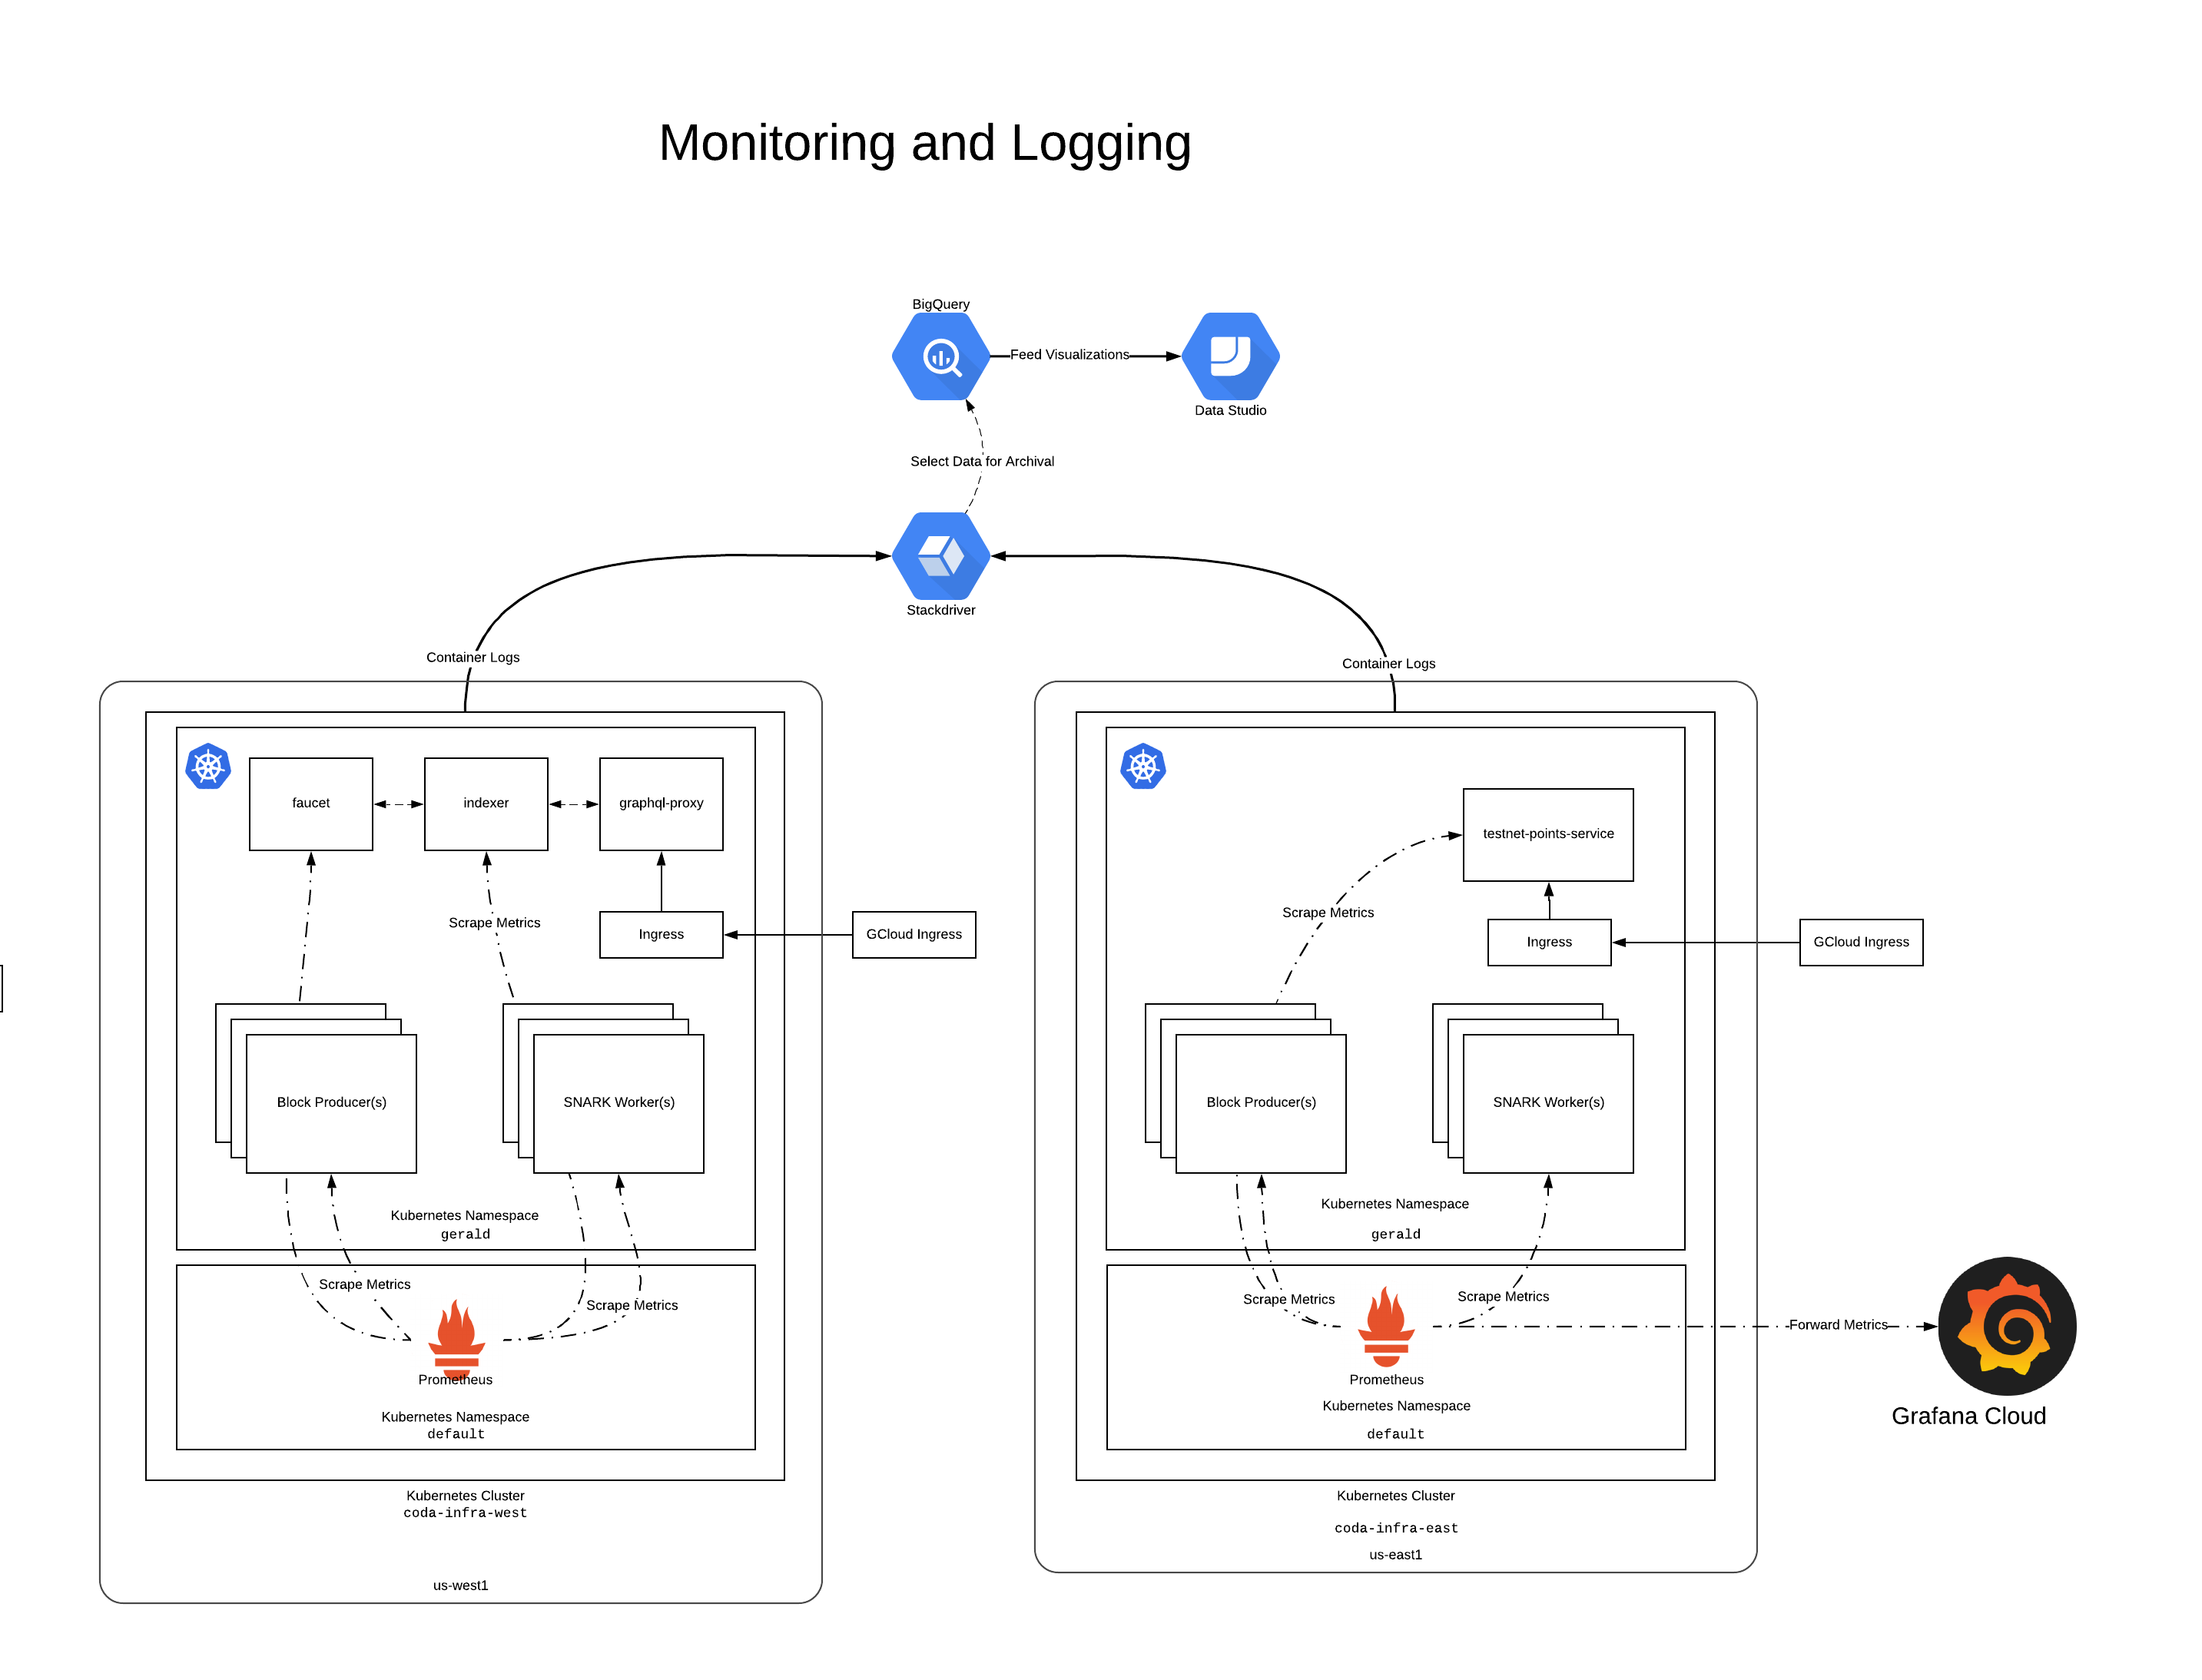 Monitoring and Logging
BigQuery
Feed Visualizations
Data Studio
Select Data for Archival
Stackdriver
Container Logs
Container Logs
faucet
indexer
graphql-proxy
Scrape Metrics
Ingress
GCloud Ingress
Block Producer(s)
SNARK Worker(s)
Kubernetes Namespace
gerald
Scrape Metrics
Scrape Metrics
Prometheus
Kubernetes Namespace
default
Kubernetes Cluster
coda-infra-west
us-west1
testnet-points-service
Scrape Metrics
Ingress
GCloud Ingress
Block Producer(s)
SNARK Worker(s)
Kubernetes Namespace
gerald
Scrape Metrics
Scrape Metrics
Forward Metrics
Prometheus
Kubernetes Namespace
default
Grafana Cloud
Kubernetes Cluster
coda-infra-east
us-east1